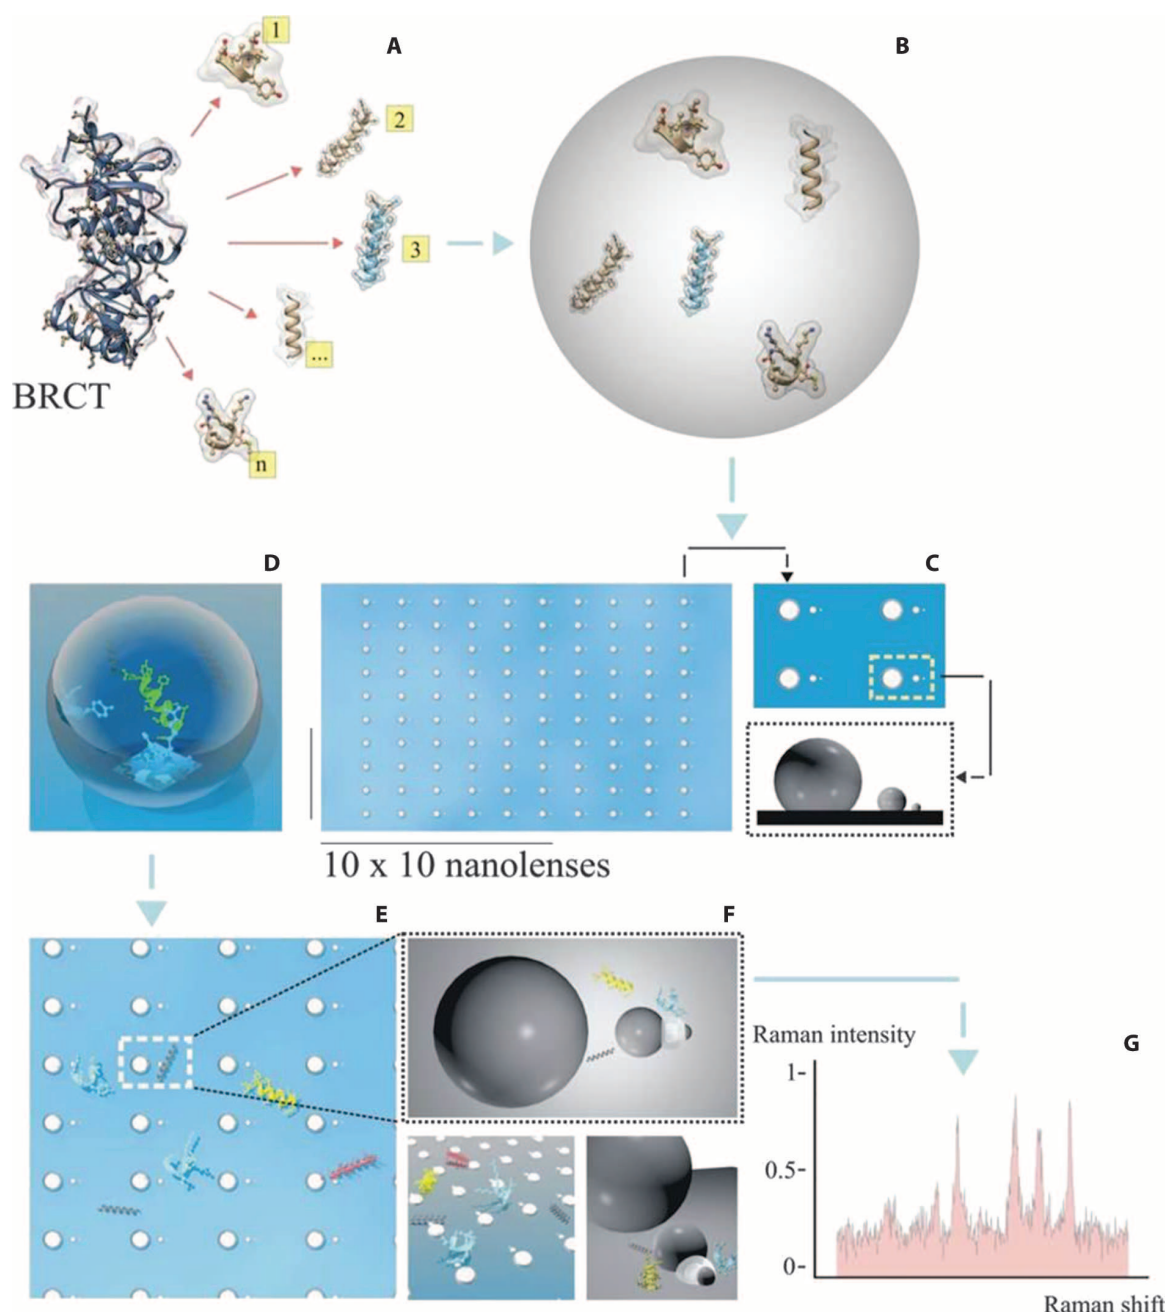 A
B
1
2
3
...
n
BRCT
D
C
10 x 10 nanolenses
E
F
G
Raman intensity
1-
0.5-
0-
Raman shift